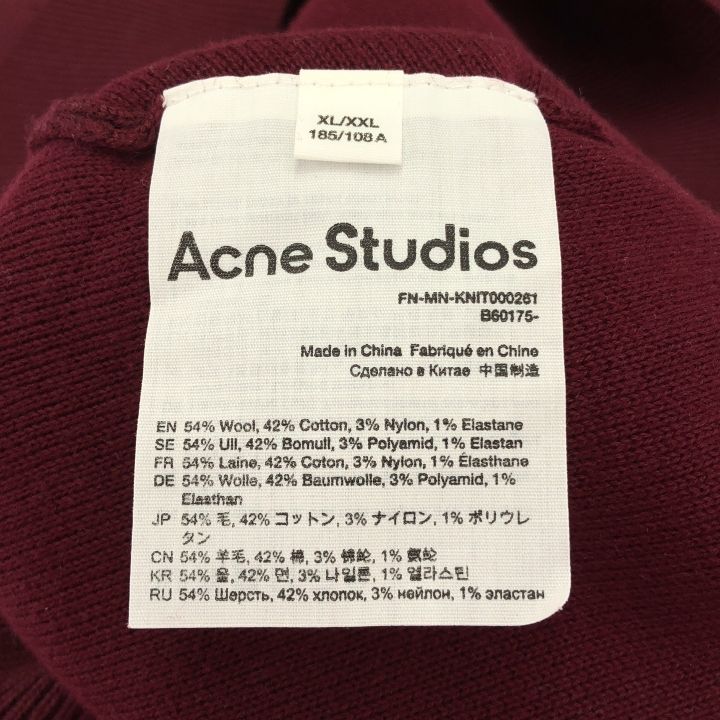 XL/XXL
185/108 A
Acne Studios
FN-MN-KNIT000261
B60175-
Made in China Fabriqué en Chine
Сделано в Китае 中国制造
EN 54% Wool, 42% Cotton, 3% Nylon, 1% Elastane
SE 54% Ull, 42% Bomull, 3% Polyamid, 1% Elastan
FR 54% Laine, 42% Coton, 3% Nylon, 1% Élasthane
DE 54% Wolle, 42% Baumwolle, 3% Polyamid, 1%
Elasthan
JP 54% 毛, 42% コットン, 3% ナイロン, 1% ポリウレ
タン
CN 54% 羊毛, 42% 棉, 3% 锦纶, 1% 氨纶
KR 54% 울, 42% 면, 3% 나일론, 1% 엘라스틴
RU 54% Шерсть, 42% хлопок, 3% нейлон, 1% эластан